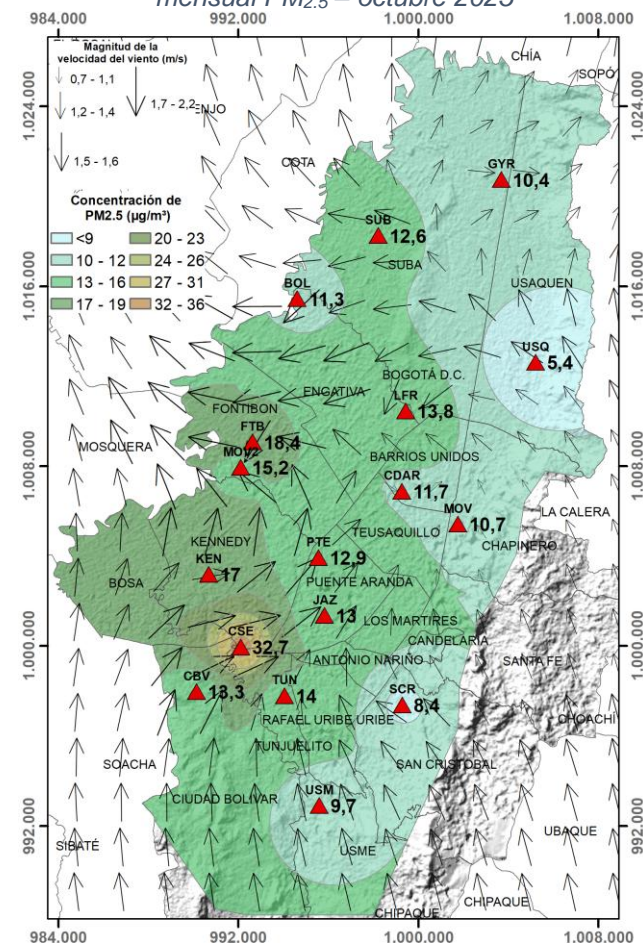 mensual PM2.5 – octubre 2025
984.000 992.000 1.000.000 1.008.000
Magnitud de la
velocidad del viento (m/s)
0,7 - 1,1
1,2 - 1,4
1,7 - 2,2
1,5 - 1,6
ENJO
CHÍA
SOPÓ
1.024.000
1.024.000
COTA
GYR
10,4
Concentración de
PM2.5 (µg/m³)
<9
10 - 12
13 - 16
17 - 19
20 - 23
24 - 26
27 - 31
32 - 36
SUB
12,6
SUBA
1.016.000
1.016.000
BOL
11,3
USAQUEN
USQ
5,4
BOGOTÁ D.C.
ENGATIVA
LFR
13,8
FONTIBON
FTB
18,4
MOSQUERA
MOV2
15,2
BARRIOS UNIDOS
1.008.000
1.008.000
CDAR
11,7
LA CALERA
MOV
10,7
TEUSAQUILLO
CHAPINERO
KENNEDY
PTE
12,9
KEN
17
BOSA
PUENTE ARANDA
JAZ
13
LOS MARTIRES
CANDELARIA
1.000.000
1.000.000
CSE
32,7
ANTONIO NARIÑO
SANTA FE
CBV
13,3
TUN
14
SCR
8,4
RAFAEL URIBE URIBE
CHOACHÍ
TUNJUELITO
SOACHA
SAN CRISTOBAL
CIUDAD BOLIVAR
USM
9,7
992.000
992.000
SIBATÉ
USME
UBAQUE
CHIPAQUE
CHIPAQUE
984.000 992.000 1.000.000 1.008.000